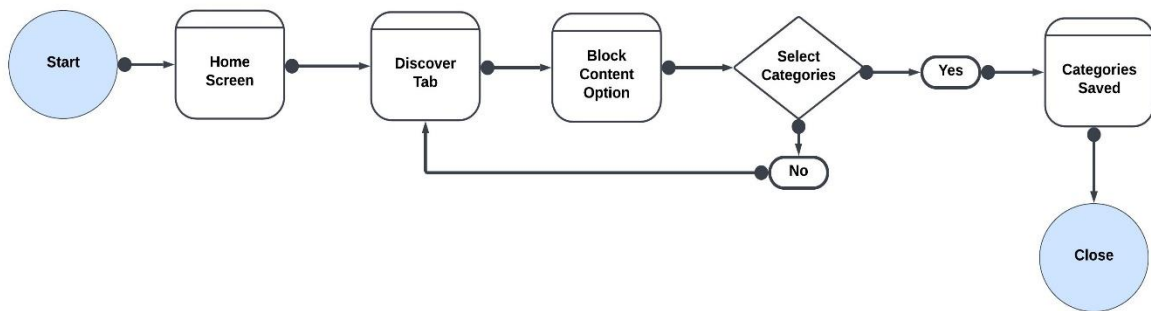 Start
Home
Screen
Discover
Tab
Block
Content
Option
Select
Categories
Yes
Categories
Saved
No
Close